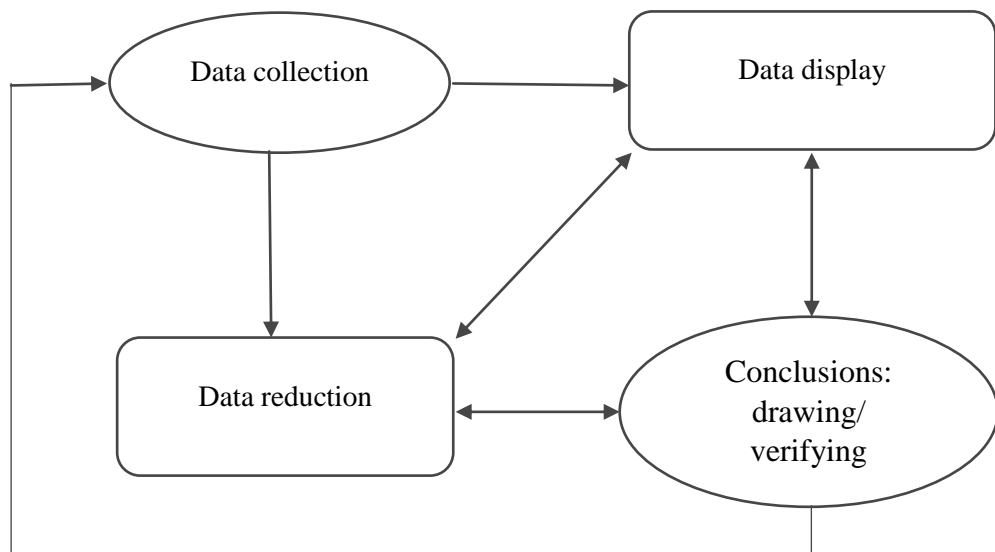 Data collection
Data display
Data reduction
Conclusions:
drawing/
verifying